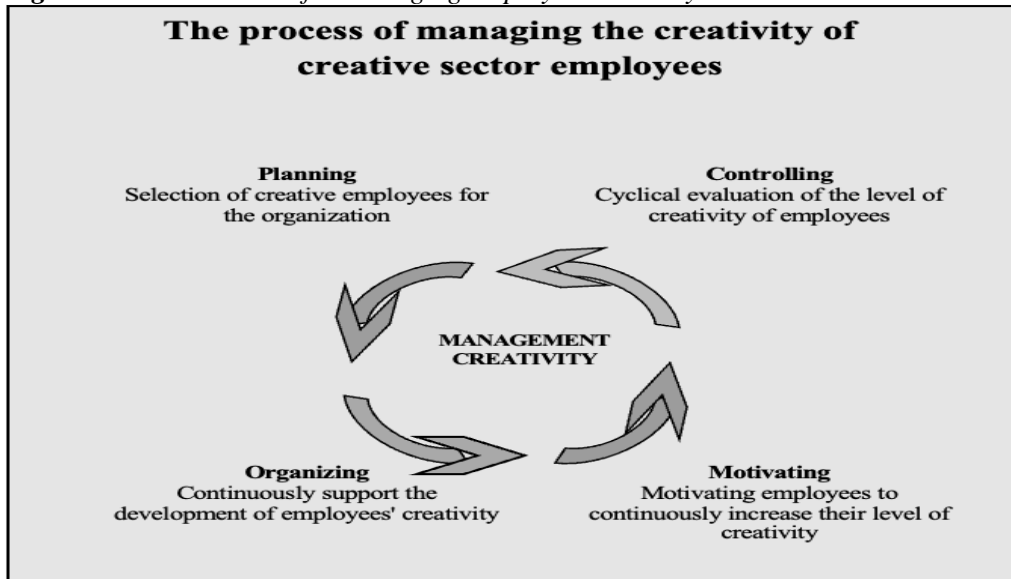 The process of managing the creativity of
creative sector employees
Planning
Selection of creative employees for
the organization
Controlling
Cyclical evaluation of the level of
creativity of employees
MANAGEMENT
CREATIVITY
Organizing
Continuously support the
development of employees' creativity
Motivating
Motivating employees to
continuously increase their level of
creativity